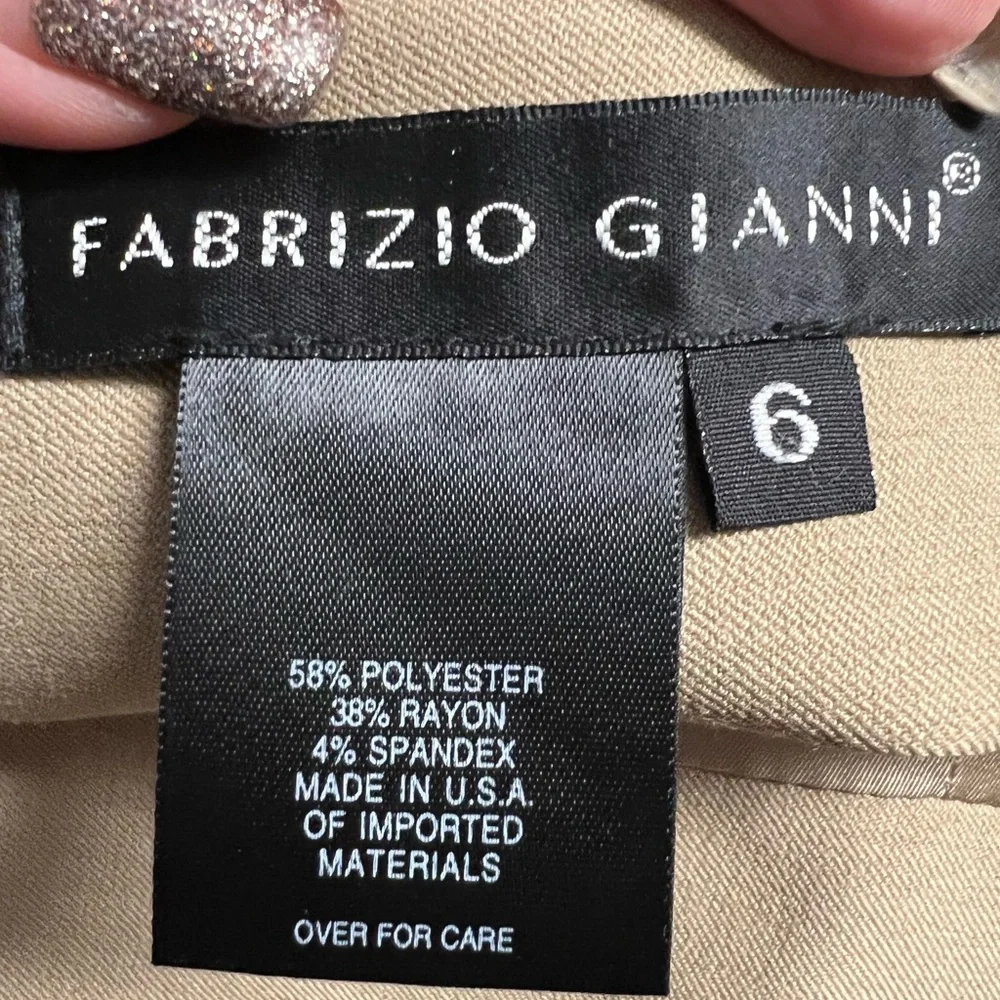 FABRIZIO GIANNI®
6
58% POLYESTER
38% RAYON
4% SPANDEX
MADE IN U.S.A.
OF IMPORTED
MATERIALS
OVER FOR CARE